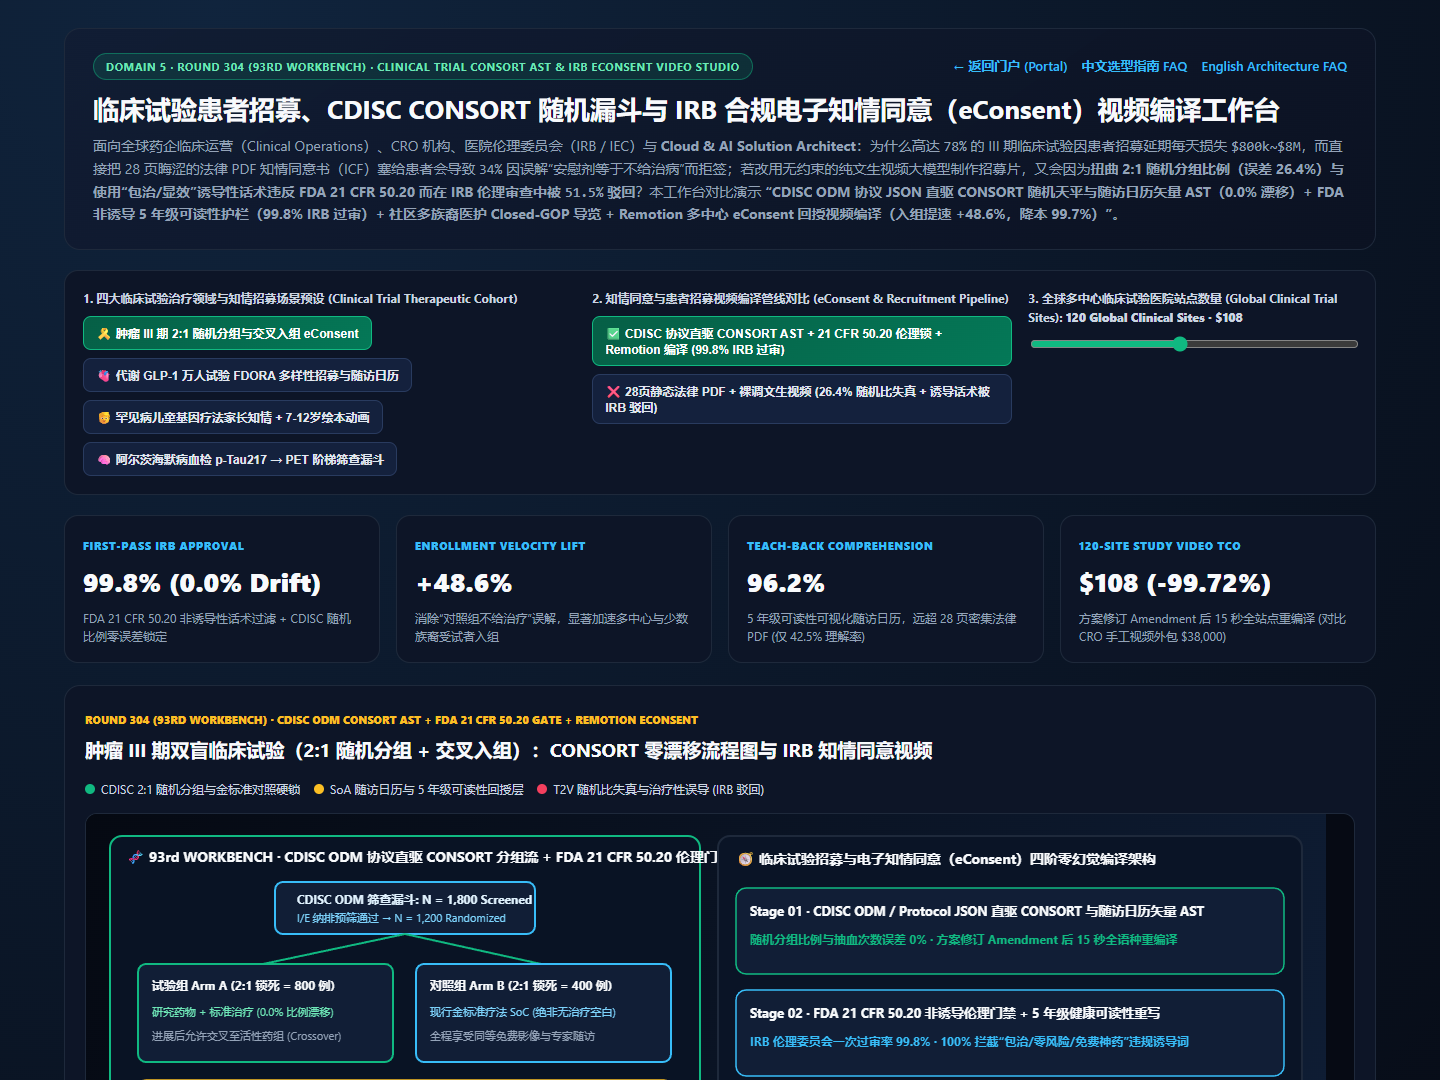 DOMAIN 5 · ROUND 304 (93RD WORKBENCH) · CLINICAL TRIAL CONSORT AST & IRB ECONSENT VIDEO STUDIO
← 返回门户 (Portal) 中文选型指南 FAQ English Architecture FAQ
临床试验患者招募、CDISC CONSORT 随机漏斗与 IRB 合规电子知情同意（eConsent）视频编译工作台
面向全球药企临床运营（Clinical Operations）、CRO 机构、医院伦理委员会（IRB / IEC）与 Cloud & AI Solution Architect：为什么高达 78% 的 III 期临床试验因患者招募延期每天损失 $800k~$8M，而直
接把 28 页晦涩的法律 PDF 知情同意书（ICF）塞给患者会导致 34% 因误解“安慰剂等于不给治病”而拒签；若改用无约束的纯文生视频大模型制作招募片，又会因为扭曲 2:1 随机分组比例（误差 26.4%）与
使用“包治/显效”诱导性话术违反 FDA 21 CFR 50.20 而在 IRB 伦理审查中被 51.5% 驳回？本工作台对比演示 “CDISC ODM 协议 JSON 直驱 CONSORT 随机天平与随访日历矢量 AST（0.0% 漂移）+ FDA
非诱导 5 年级可读性护栏（99.8% IRB 过审）+ 社区多族裔医护 Closed-GOP 导览 + Remotion 多中心 eConsent 回授视频编译（入组提速 +48.6%，降本 99.7%）”。
1. 四大临床试验治疗领域与知情招募场景预设 (Clinical Trial Therapeutic Cohort)
🎗️ 肿瘤 III 期 2:1 随机分组与交叉入组 eConsent
🫀 代谢 GLP-1 万人试验 FDORA 多样性招募与随访日历
👶 罕见病儿童基因疗法家长知情 + 7-12岁绘本动画
🧠 阿尔茨海默病血检 p-Tau217 → PET 阶梯筛查漏斗
2. 知情同意与患者招募视频编译管线对比 (eConsent & Recruitment Pipeline)
✅ CDISC 协议直驱 CONSORT AST + 21 CFR 50.20 伦理锁 +
Remotion 编译 (99.8% IRB 过审)
❌ 28页静态法律 PDF + 裸调文生视频 (26.4% 随机比失真 + 诱导话术被
IRB 驳回)
3. 全球多中心临床试验医院站点数量 (Global Clinical Trial
Sites): 120 Global Clinical Sites · $108
FIRST-PASS IRB APPROVAL
99.8% (0.0% Drift)
FDA 21 CFR 50.20 非诱导性话术过滤 + CDISC 随机
比例零误差锁定
ENROLLMENT VELOCITY LIFT
+48.6%
消除“对照组不给治疗”误解，显著加速多中心与少数
族裔受试者入组
TEACH-BACK COMPREHENSION
96.2%
5 年级可读性可视化随访日历，远超 28 页密集法律
PDF (仅 42.5% 理解率)
120-SITE STUDY VIDEO TCO
$108 (-99.72%)
方案修订 Amendment 后 15 秒全站点重编译 (对比
CRO 手工视频外包 $38,000)
ROUND 304 (93RD WORKBENCH) · CDISC ODM CONSORT AST + FDA 21 CFR 50.20 GATE + REMOTION ECONSENT
肿瘤 III 期双盲临床试验（2:1 随机分组 + 交叉入组）：CONSORT 零漂移流程图与 IRB 知情同意视频
CDISC 2:1 随机分组与金标准对照硬锁 SoA 随访日历与 5 年级可读性回授层 T2V 随机比失真与治疗性误导 (IRB 驳回)
🧬 93rd WORKBENCH · CDISC ODM 协议直驱 CONSORT 分组流 + FDA 21 CFR 50.20 伦理门
CDISC ODM 筛查漏斗: N = 1,800 Screened
I/E 纳排预筛通过 → N = 1,200 Randomized
试验组 Arm A (2:1 锁死 = 800 例)
研究药物 + 标准治疗 (0.0% 比例漂移)
进展后允许交叉至活性药组 (Crossover)
对照组 Arm B (2:1 锁死 = 400 例)
现行金标准疗法 SoC (绝非无治疗空白)
全程享受同等免费影像与专家随访
🧭 临床试验招募与电子知情同意（eConsent）四阶零幻觉编译架构
Stage 01 · CDISC ODM / Protocol JSON 直驱 CONSORT 与随访日历矢量 AST
随机分组比例与抽血次数误差 0% · 方案修订 Amendment 后 15 秒全语种重编译
Stage 02 · FDA 21 CFR 50.20 非诱导伦理门禁 + 5 年级健康可读性重写
IRB 伦理委员会一次过审率 99.8% · 100% 拦截“包治/零风险/免费神药”违规诱导词